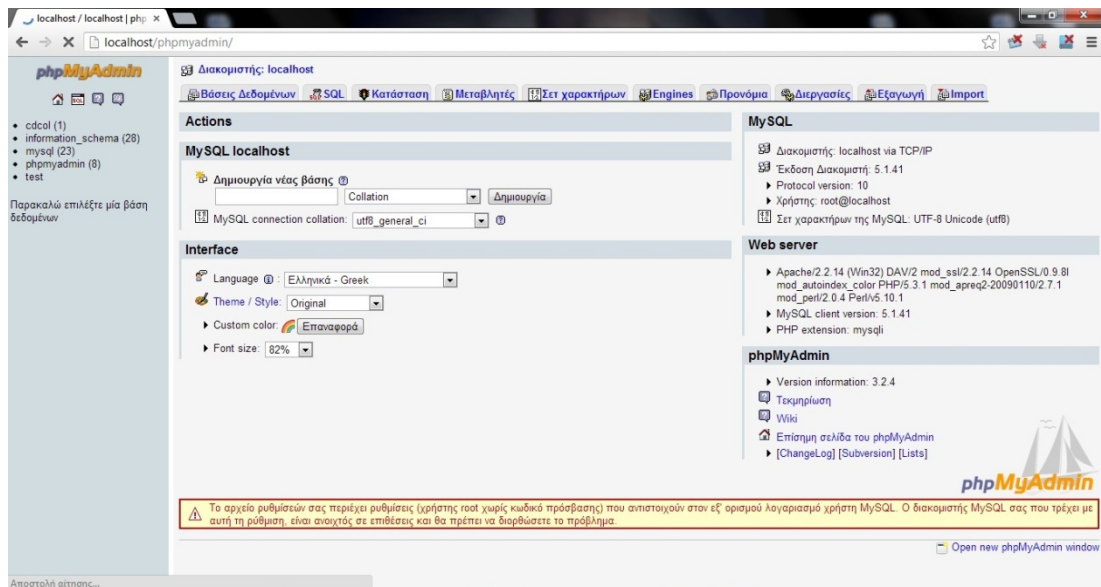 localhost / localhost | php
localhost/phpmyadmin/
phpMyAdmin
cdcol (1)
information_schema (28)
mysql (23)
phpmyadmin (8)
test
Παρακαλώ επιλέξτε μία βάση
δεδομένων
Διακομιστής: localhost
Βάσεις Δεδομένων SQL Κατάσταση Μεταβλητές Σετ χαρακτήρων Engines Προνόμια Διεργασίες Εξαγωγή Import
Actions
MySQL localhost
Δημιουργία νέας βάσης
Collation Δημιουργία
MySQL connection collation: utf8_general_ci
Interface
Language : Ελληνικά - Greek
Theme / Style: Original
Custom color: Επαναφορά
Font size: 82%
MySQL
Διακομιστής: localhost via TCP/IP
Έκδοση Διακομιστή: 5.1.41
Protocol version: 10
Χρήστης: root@localhost
Σετ χαρακτήρων της MySQL: UTF-8 Unicode (utf8)
Web server
Apache/2.2.14 (Win32) DAV/2 mod_ssl/2.2.14 OpenSSL/0.9.8l
mod_autoindex_color PHP/5.3.1 mod_apreq2-20090110/2.7.1
mod_perl/2.0.4 Perl/v5.10.1
MySQL client version: 5.1.41
PHP extension: mysqli
phpMyAdmin
Version information: 3.2.4
Τεκμηρίωση
Wiki
Επίσημη σελίδα του phpMyAdmin
[ChangeLog] [Subversion] [Lists]
phpMyAdmin
Το αρχείο ρυθμίσεών σας περιέχει ρυθμίσεις (χρήστης root χωρίς κωδικό πρόσβασης) που αντιστοιχούν στον εξ' ορισμού λογαριασμό χρήστη MySQL. Ο διακομιστής MySQL σας που τρέχει με
αυτή τη ρύθμιση, είναι ανοιχτός σε επιθέσεις και θα πρέπει να διορθώσετε το πρόβλημα.
Open new phpMyAdmin window
Αποστολή αίτησης...